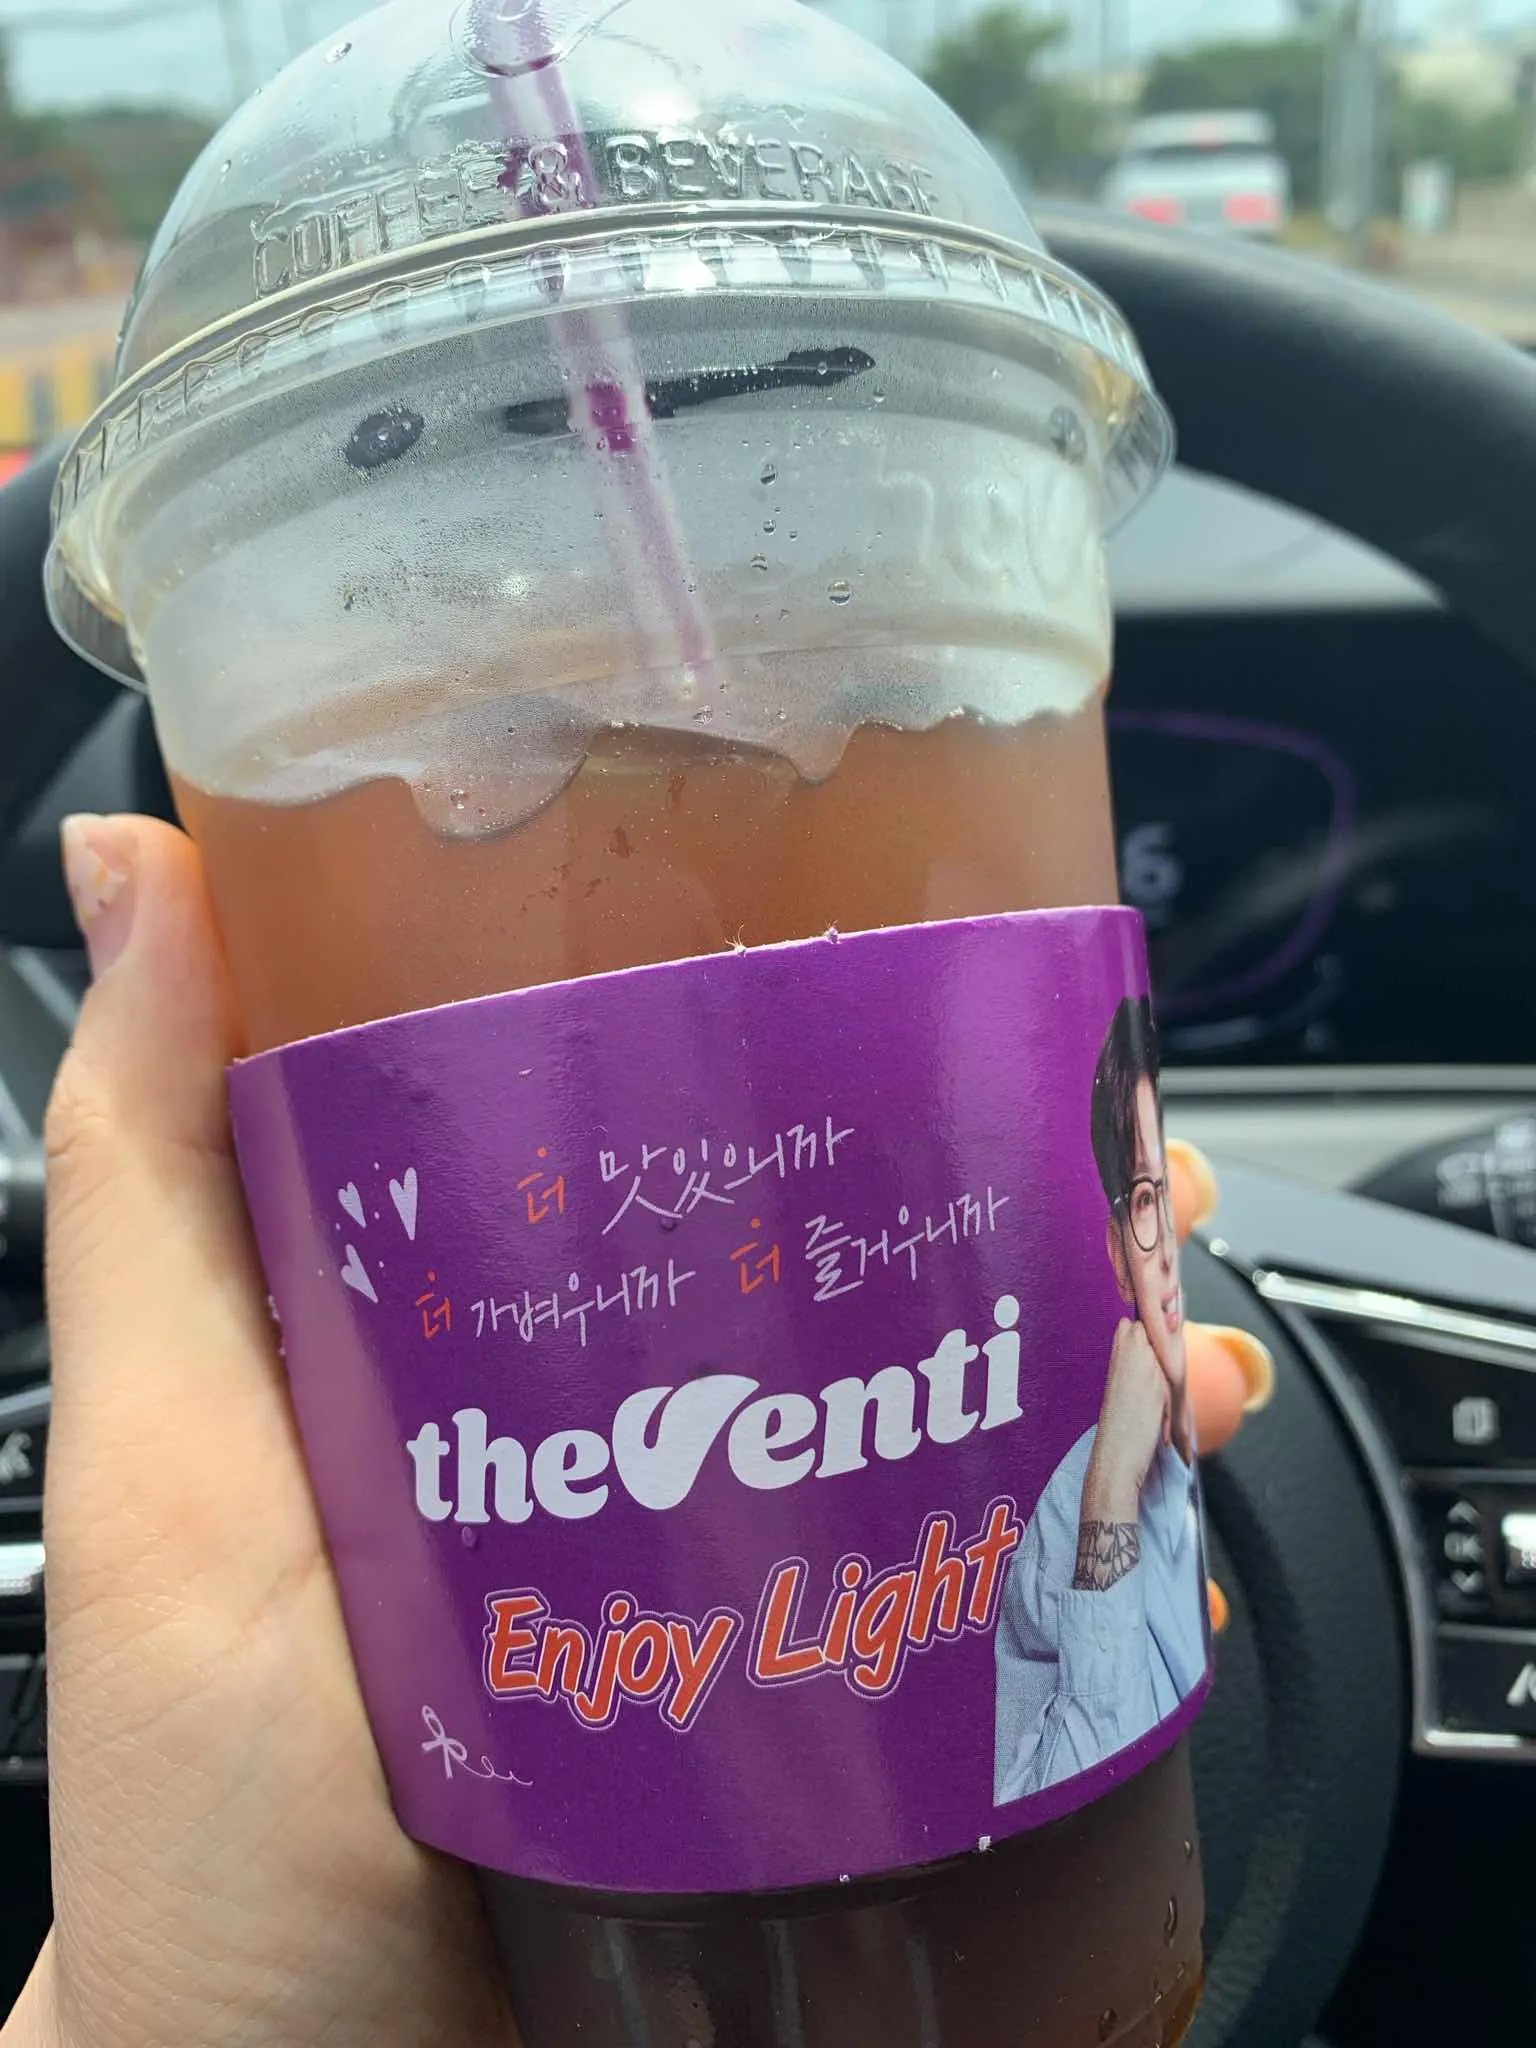 COFFEE & BEVERAGE
더 맛있으니까
더 가벼우니까 더 즐거우니까
theventi
Enjoy Light
6